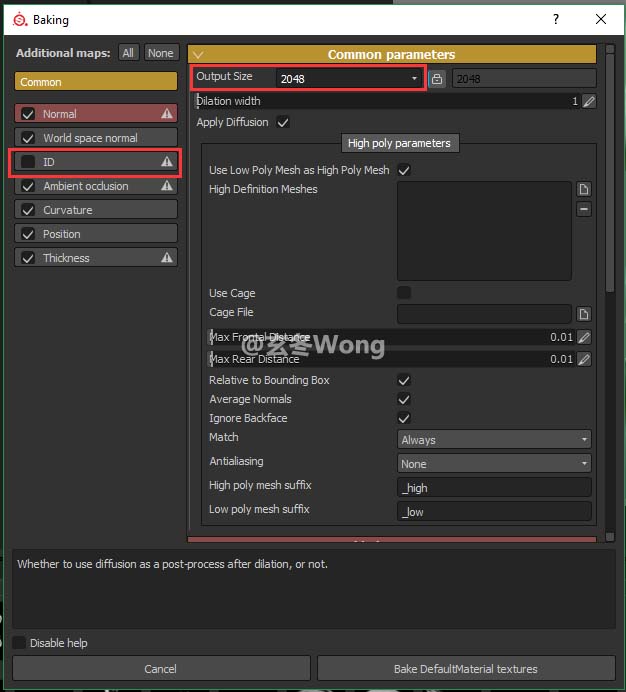 Baking
?
Additional maps: All None
Common
Normal
World space normal
ID
Ambient occlusion
Curvature
Position
Thickness
Common parameters
Output Size 2048 2048
Dilation width 1
Apply Diffusion
High poly parameters
Use Low Poly Mesh as High Poly Mesh
High Definition Meshes
Use Cage
Cage File
Max Frontal Distance 0.01
@玄冬Wong
Max Rear Distance 0.01
Relative to Bounding Box
Average Normals
Ignore Backface
Match Always
Antialiasing None
High poly mesh suffix _high
Low poly mesh suffix _low
Whether to use diffusion as a post-process after dilation, or not.
Disable help
Cancel
Bake DefaultMaterial textures